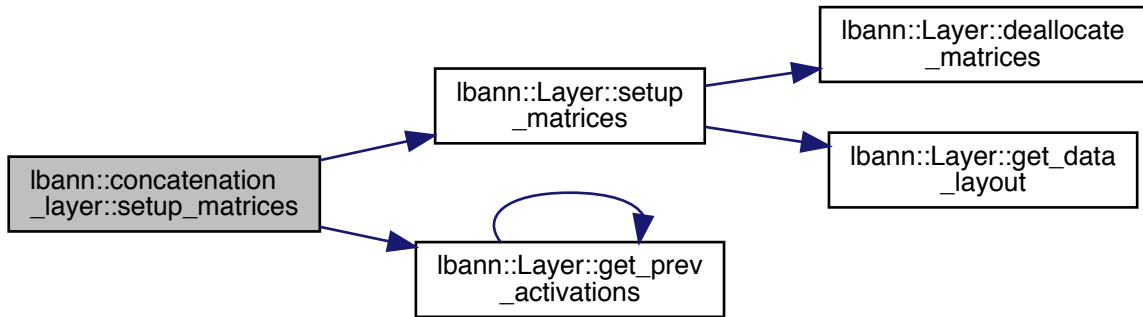 lbann::concatenation
_layer::setup_matrices
lbann::Layer::setup
_matrices
lbann::Layer::get_prev
_activations
lbann::Layer::deallocate
_matrices
lbann::Layer::get_data
_layout